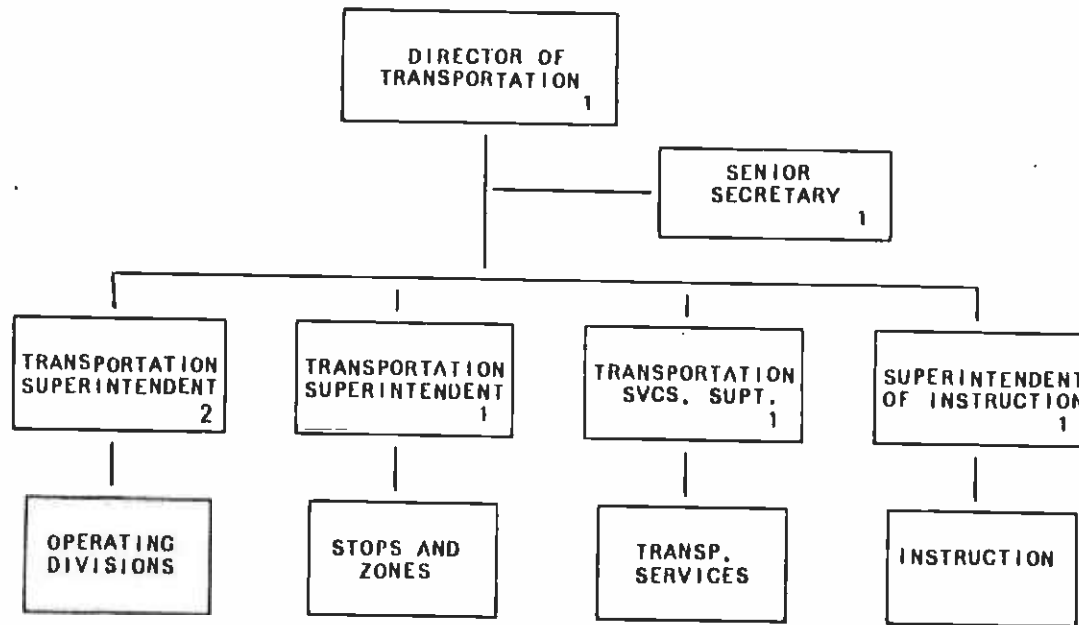 DIRECTOR OF
TRANSPORTATION
1
SENIOR
SECRETARY
1
TRANSPORTATION
SUPERINTENDENT
2
TRANSPORTATION
SUPERINTENDENT
1
TRANSPORTATION
SVCS. SUPT.
1
SUPERINTENDENT
OF INSTRUCTION
1
OPERATING
DIVISIONS
STOPS AND
ZONES
TRANSP.
SERVICES
INSTRUCTION